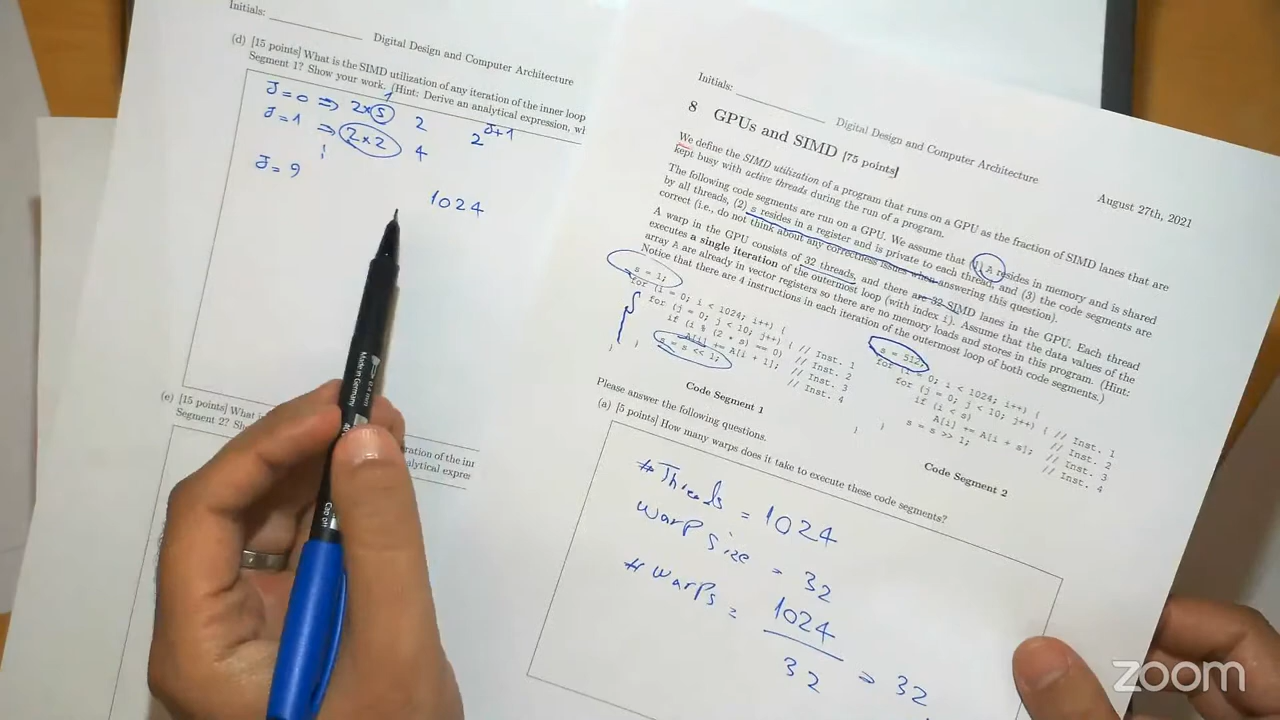 Initials:
Digital Design and Computer Architecture
(d) [15 points] What is the SIMD utilization of any iteration of the inner loop
Segment 1? Show your work. (Hint: Derive an analytical expression, wh
J=0 ⇒ 2×S 2 2^J+1
1
J=1 ⇒ 2×2 4
J=9
1024
(e) [15 points] What i
Segment 2? Sh
ration of the inn
alytical expre
Initials:
Digital Design and Computer Architecture
August 27th, 2021
8 GPUs and SIMD [75 points]
We define the SIMD utilization of a program that runs on a GPU as the fraction of SIMD lanes that are
kept busy with active threads during the run of a program.
The following code segments are run on a GPU. We assume that (1) A resides in memory and is shared
by all threads, (2) s resides in a register and is private to each thread, and (3) the code segments are
correct (i.e., do not think about any correctness issues when answering this question).
A warp in the GPU consists of 32 threads, and there are 32 SIMD lanes in the GPU. Each thread
executes a single iteration of the outermost loop (with index i). Assume that the data values of the
array A are already in vector registers so there are no memory loads and stores in this program. (Hint:
Notice that there are 4 instructions in each iteration of the outermost loop of both code segments.)
s = 1;
for (i = 0; i < 1024; i++) {
for (j = 0; j < 10; j++) { // Inst. 1
if (i % (2 * s) == 0) // Inst. 2
A[i] += A[i + 1]; // Inst. 3
s = s << 1; // Inst. 4
}
}
Code Segment 1
s = 512;
for (i = 0; i < 1024; i++) {
for (j = 0; j < 10; j++) { // Inst. 1
if (i < s) // Inst. 2
A[i] += A[i + s]; // Inst. 3
s = s >> 1; // Inst. 4
}
}
Code Segment 2
Please answer the following questions.
(a) [5 points] How many warps does it take to execute these code segments?
#Threads = 1024
warp size = 32
# warps = 1024
32
⇒ 32
Made in Germany
Cap off
zoom